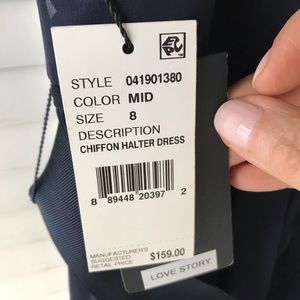 STYLE 041901380
COLOR MID
SIZE 8
DESCRIPTION
CHIFFON HALTER DRESS
8 89448 20397 2
MANUFACTURERS
SUGGESTED
RETAIL PRICE $159.00
LOVE STORY